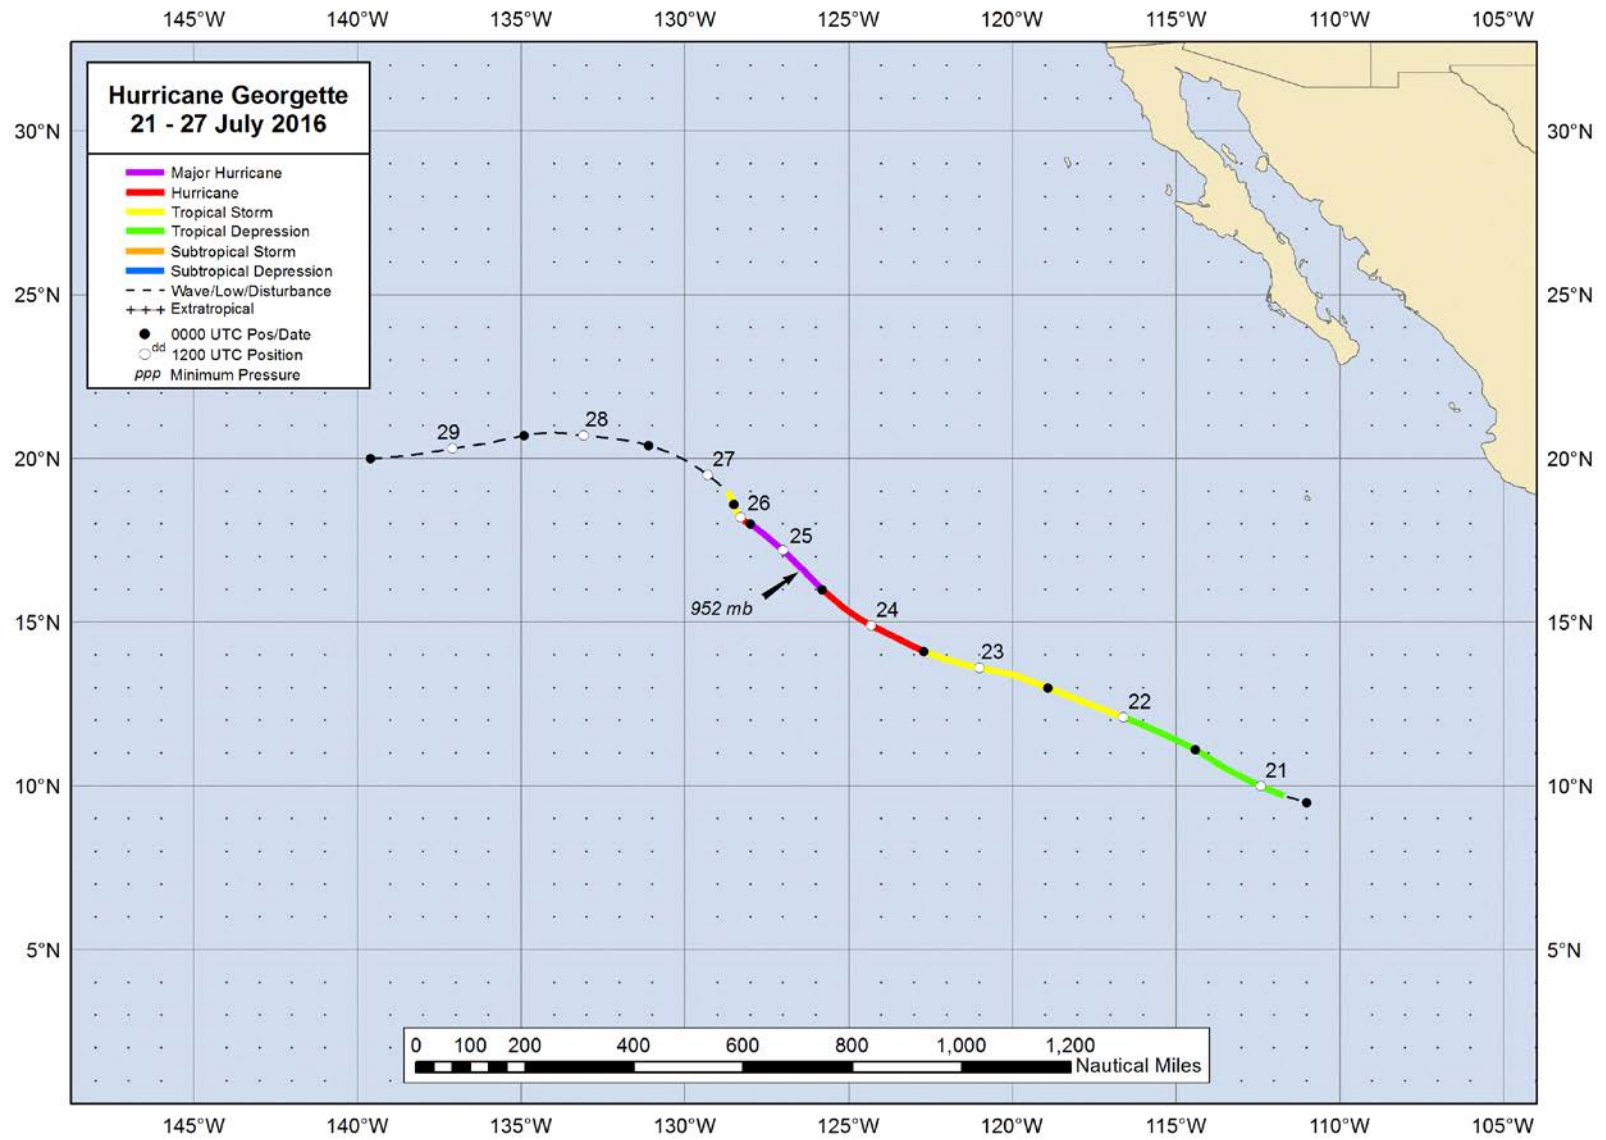 145°W 140°W 135°W 130°W 125°W 120°W 115°W 110°W 105°W
Hurricane Georgette
21 - 27 July 2016
Major Hurricane
Hurricane
Tropical Storm
Tropical Depression
Subtropical Storm
Subtropical Depression
Wave/Low/Disturbance
Extratropical
0000 UTC Pos/Date
dd 1200 UTC Position
ppp Minimum Pressure
30°N 30°N
25°N 25°N
29 28
20°N 27 20°N
26
25
952 mb 24
15°N 15°N
23
22
21
10°N 10°N
5°N 5°N
0 100 200 400 600 800 1,000 1,200
Nautical Miles
145°W 140°W 135°W 130°W 125°W 120°W 115°W 110°W 105°W